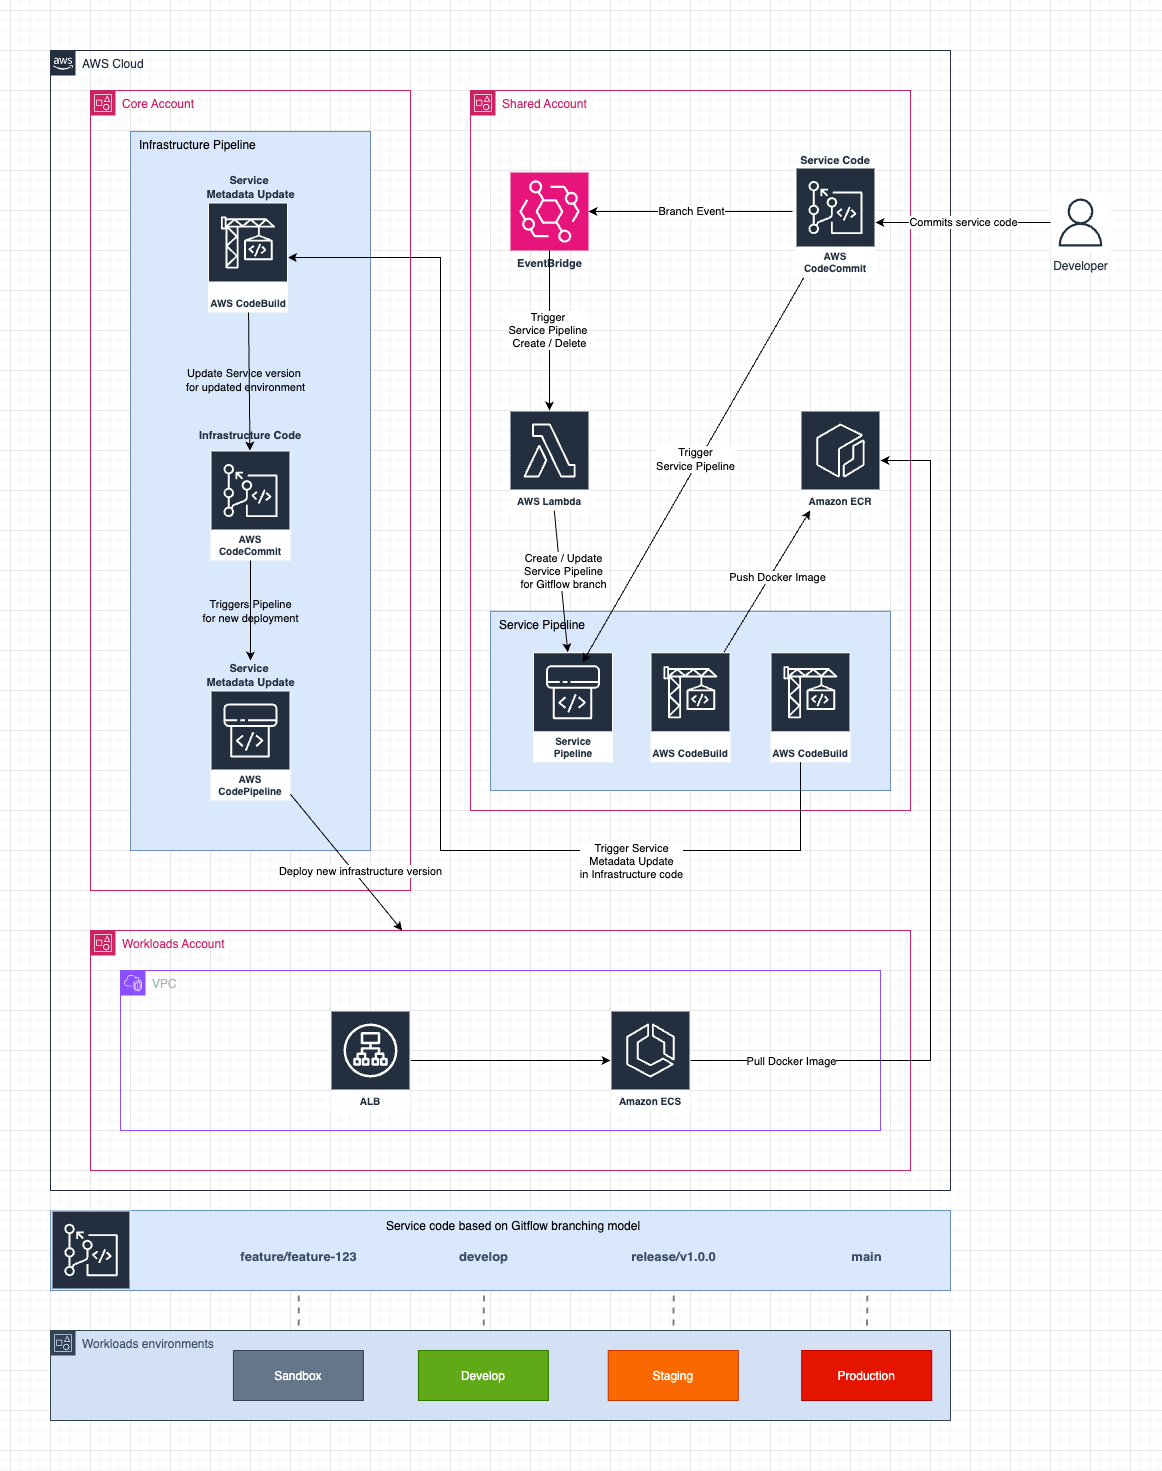 aws
AWS Cloud
Core Account
Infrastructure Pipeline
Service
Metadata Update
AWS CodeBuild
Update Service version
for updated environment
Infrastructure Code
AWS
CodeCommit
Triggers Pipeline
for new deployment
Service
Metadata Update
AWS
CodePipeline
Deploy new infrastructure version
Shared Account
Service Code
AWS
CodeCommit
Branch Event
Commits service code
Developer
EventBridge
Trigger
Service Pipeline
Create / Delete
AWS Lambda
Trigger
Service Pipeline
Amazon ECR
Create / Update
Service Pipeline
for Gitflow branch
Push Docker Image
Service Pipeline
Service
Pipeline
AWS CodeBuild
AWS CodeBuild
Trigger Service
Metadata Update
in Infrastructure code
Workloads Account
VPC
ALB
Amazon ECS
Pull Docker Image
Service code based on Gitflow branching model
feature/feature-123
develop
release/v1.0.0
main
Workloads environments
Sandbox
Develop
Staging
Production